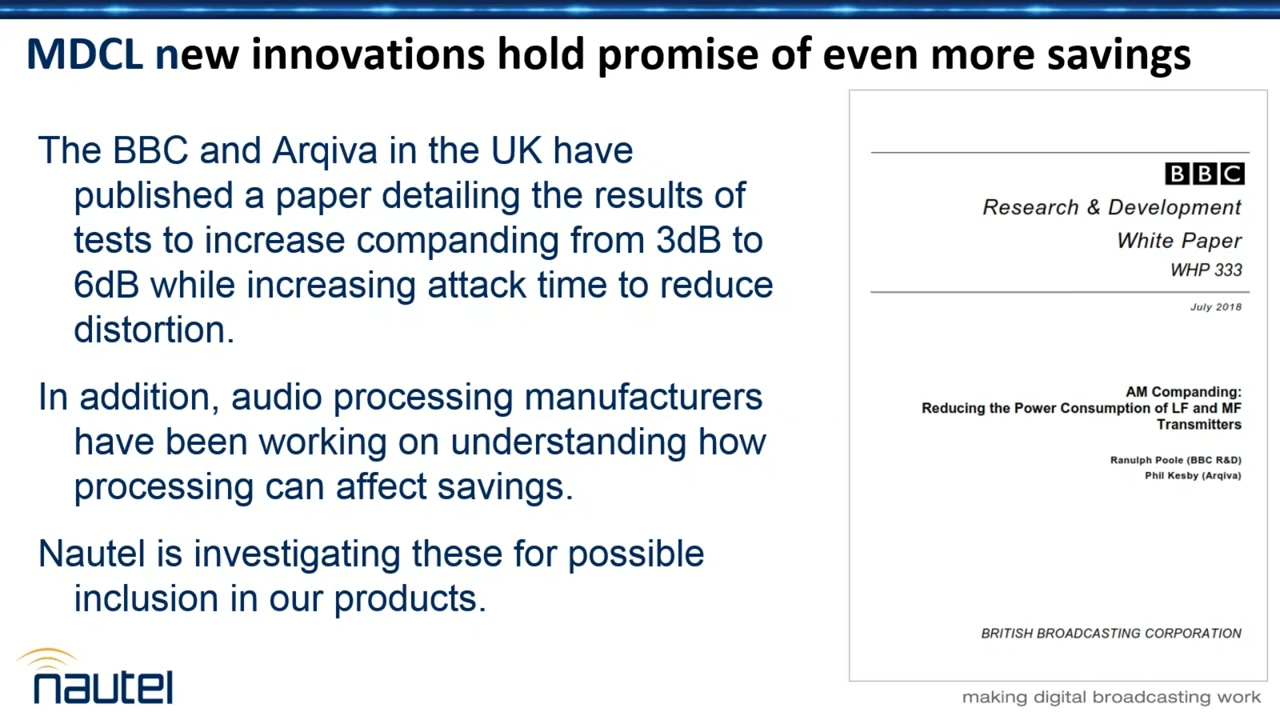 MDCL new innovations hold promise of even more savings
The BBC and Arqiva in the UK have
published a paper detailing the results of
tests to increase companding from 3dB to
6dB while increasing attack time to reduce
distortion.
In addition, audio processing manufacturers
have been working on understanding how
processing can affect savings.
Nautel is investigating these for possible
inclusion in our products.
BBC
Research & Development
White Paper
WHP 333
July 2018
AM Companding:
Reducing the Power Consumption of LF and MF
Transmitters
Ranulph Poole (BBC R&D)
Phil Kesby (Arqiva)
BRITISH BROADCASTING CORPORATION
nautel
making digital broadcasting work